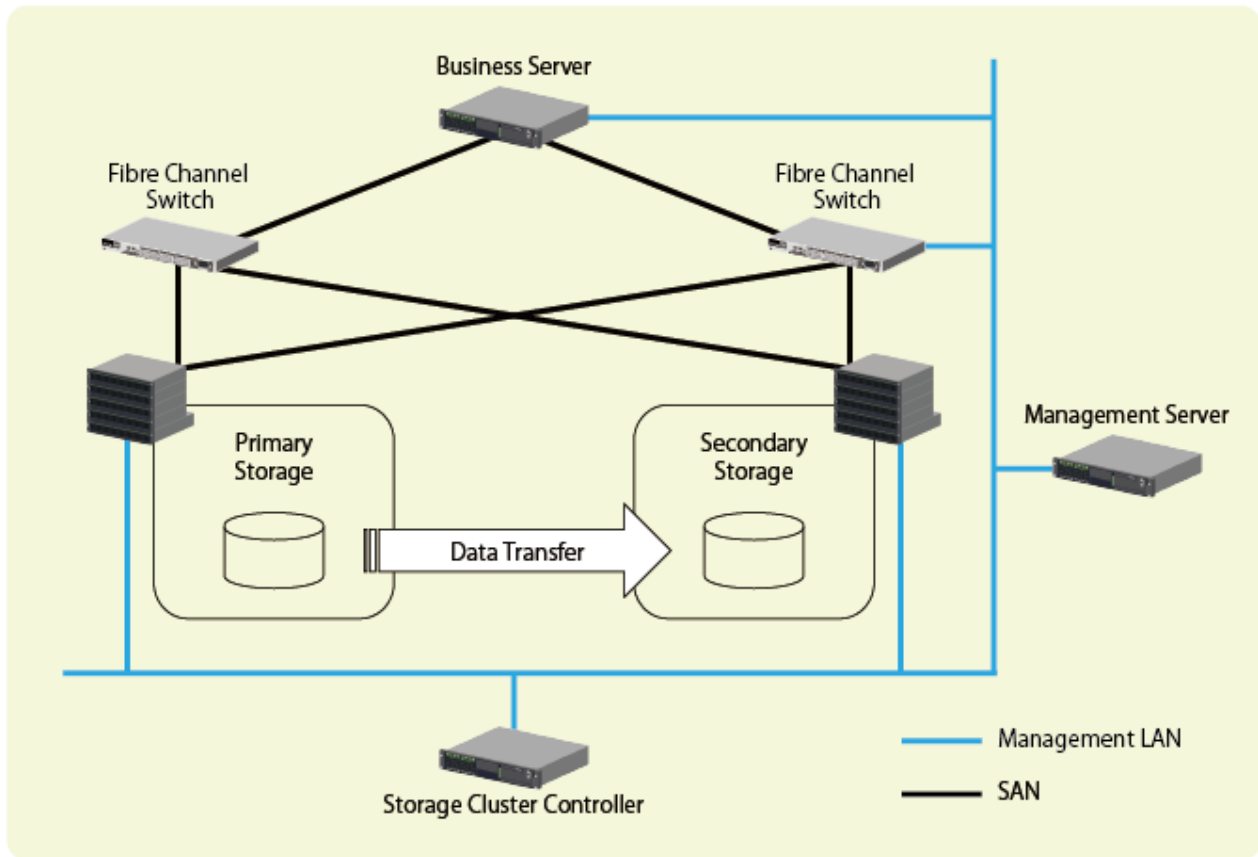 Business Server
Fibre Channel
Switch
Fibre Channel
Switch
Primary
Storage
Secondary
Storage
Management Server
Data Transfer
Management LAN
SAN
Storage Cluster Controller